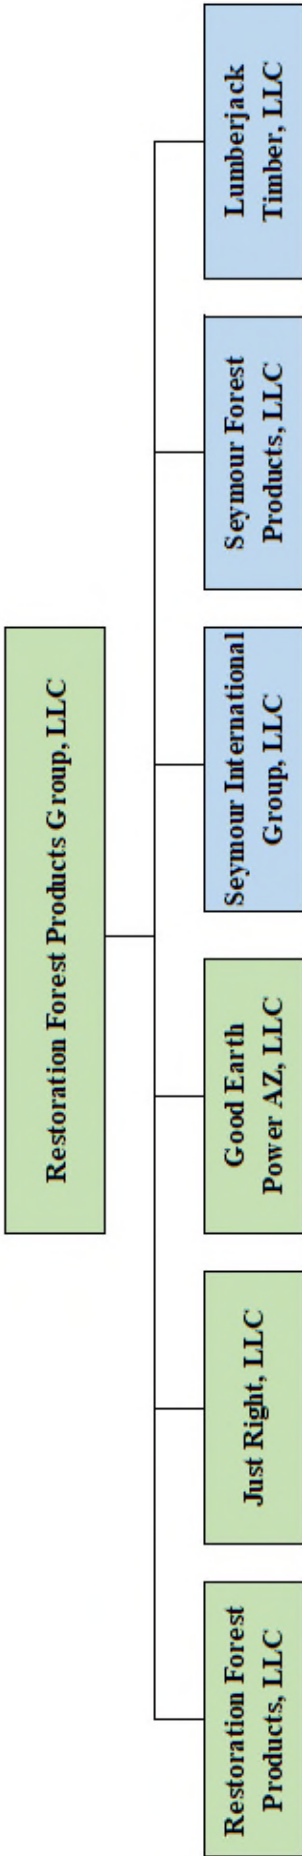 Restoration Forest Products Group, LLC
Restoration Forest
Products, LLC
Just Right, LLC
Good Earth
Power AZ, LLC
Seymour International
Group, LLC
Seymour Forest
Products, LLC
Lumberjack
Timber, LLC